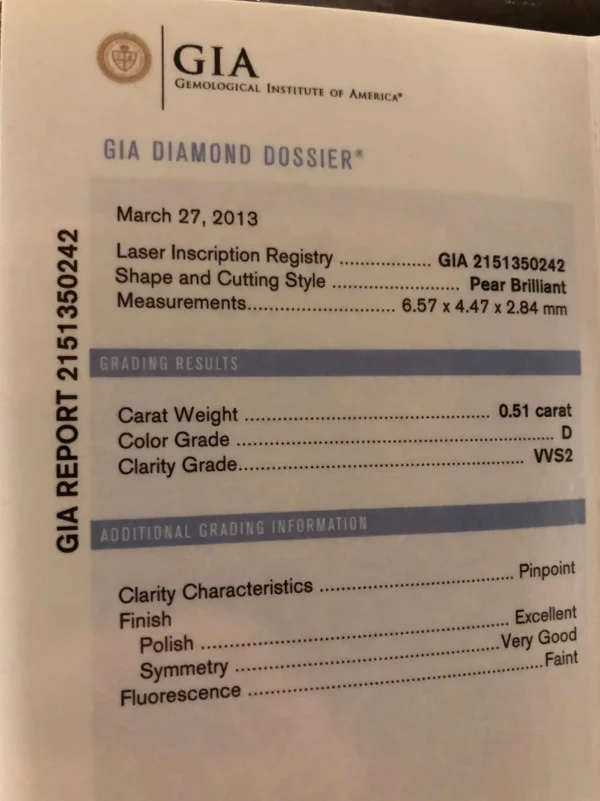 GIA
GEMOLOGICAL INSTITUTE OF AMERICA®
GIA DIAMOND DOSSIER®
GIA REPORT 2151350242
March 27, 2013
Laser Inscription Registry .................. GIA 2151350242
Shape and Cutting Style ......................... Pear Brilliant
Measurements............................. 6.57 x 4.47 x 2.84 mm
GRADING RESULTS
Carat Weight ................................................ 0.51 carat
Color Grade .............................................................. D
Clarity Grade....................................................... VVS2
ADDITIONAL GRADING INFORMATION
Clarity Characteristics ..................................... Pinpoint
Finish
Polish ........................................................... Excellent
Symmetry .................................................... Very Good
Fluorescence ..................................................... Faint